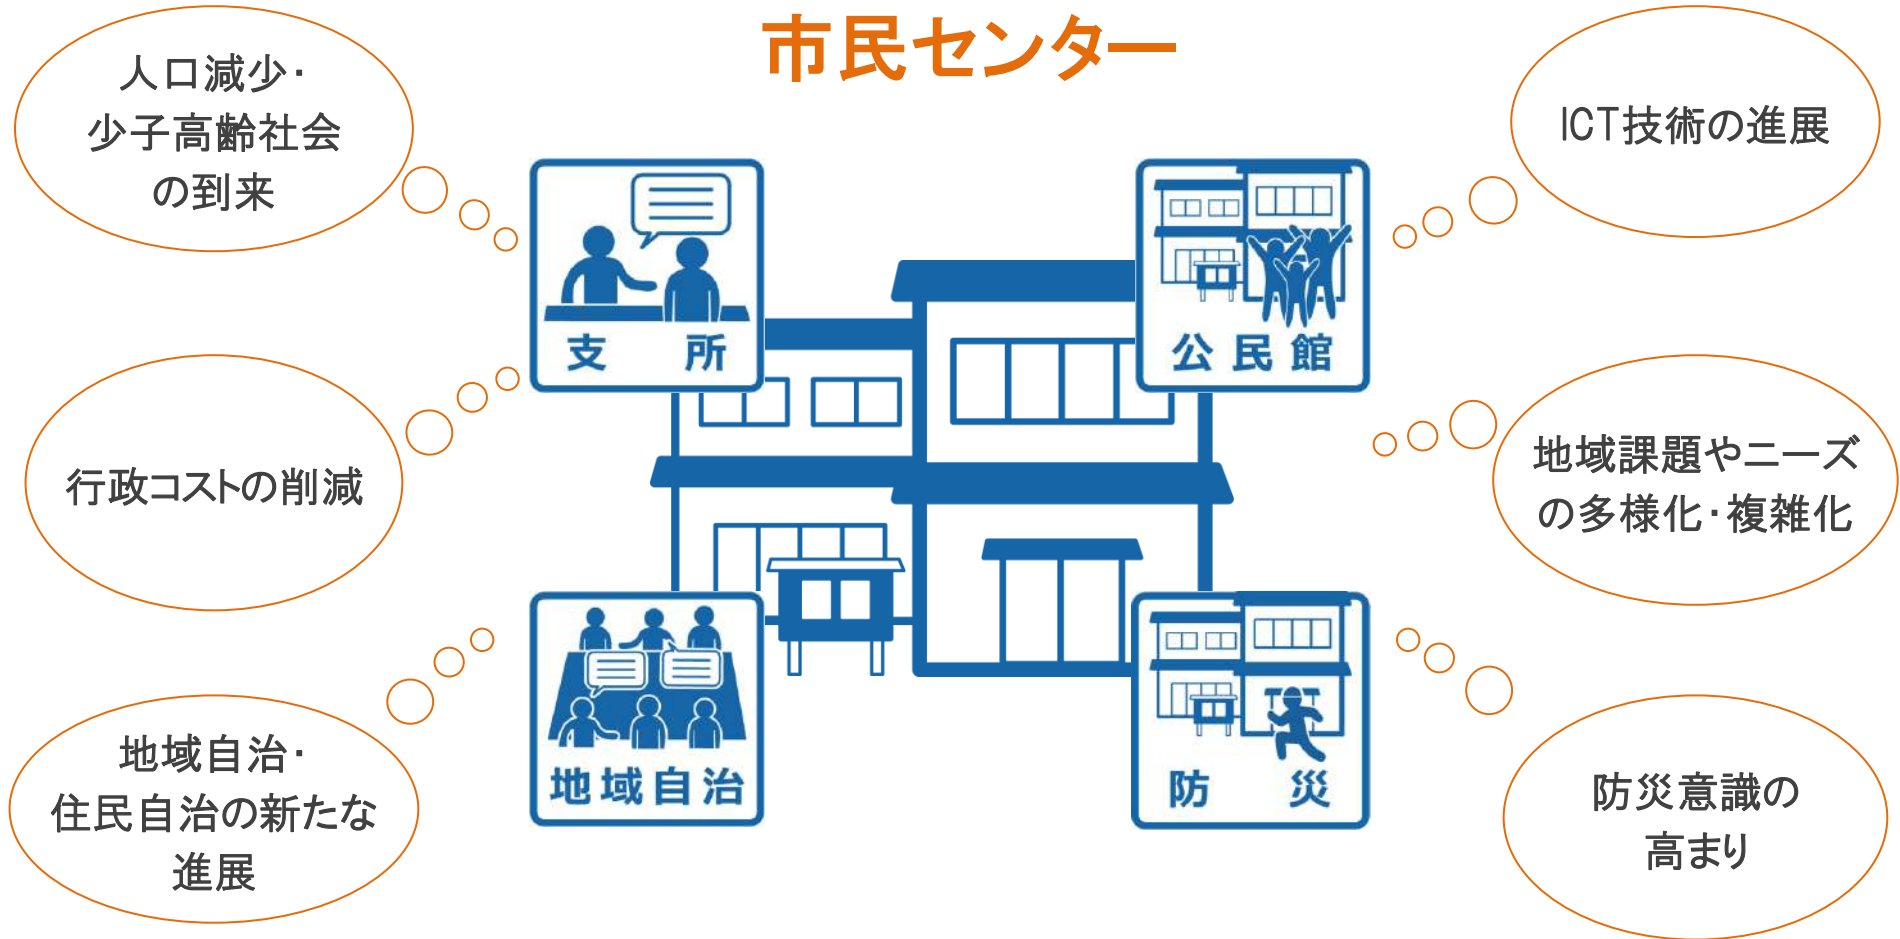 市民センター
人口減少・
少子高齢社会
の到来
ICT技術の進展
支所
公民館
行政コストの削減
地域課題やニーズ
の多様化・複雑化
地域自治
防災
地域自治・
住民自治の新たな
進展
防災意識の
高まり